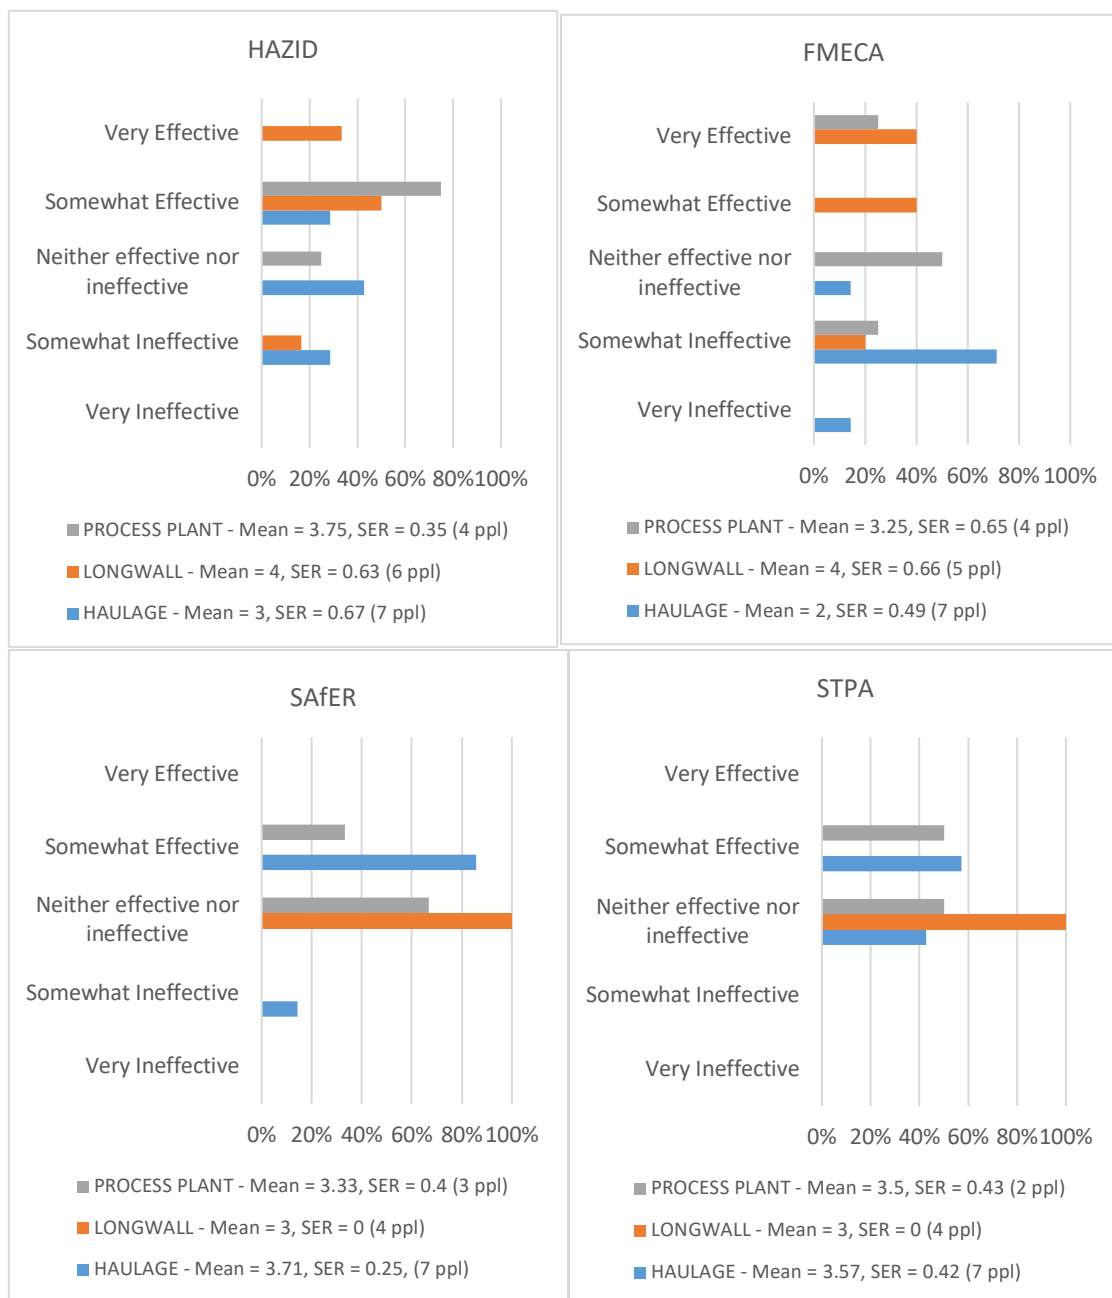 HAZID
Very Effective
Somewhat Effective
Neither effective nor
ineffective
Somewhat Ineffective
Very Ineffective
0% 20% 40% 60% 80% 100%
PROCESS PLANT - Mean = 3.75, SER = 0.35 (4 ppl)
LONGWALL - Mean = 4, SER = 0.63 (6 ppl)
HAULAGE - Mean = 3, SER = 0.67 (7 ppl)
FMECA
Very Effective
Somewhat Effective
Neither effective nor
ineffective
Somewhat Ineffective
Very Ineffective
0% 20% 40% 60% 80% 100%
PROCESS PLANT - Mean = 3.25, SER = 0.65 (4 ppl)
LONGWALL - Mean = 4, SER = 0.66 (5 ppl)
HAULAGE - Mean = 2, SER = 0.49 (7 ppl)
SAfER
Very Effective
Somewhat Effective
Neither effective nor
ineffective
Somewhat Ineffective
Very Ineffective
0% 20% 40% 60% 80% 100%
PROCESS PLANT - Mean = 3.33, SER = 0.4 (3 ppl)
LONGWALL - Mean = 3, SER = 0 (4 ppl)
HAULAGE - Mean = 3.71, SER = 0.25, (7 ppl)
STPA
Very Effective
Somewhat Effective
Neither effective nor
ineffective
Somewhat Ineffective
Very Ineffective
0% 20% 40% 60% 80% 100%
PROCESS PLANT - Mean = 3.5, SER = 0.43 (2 ppl)
LONGWALL - Mean = 3, SER = 0 (4 ppl)
HAULAGE - Mean = 3.57, SER = 0.42 (7 ppl)